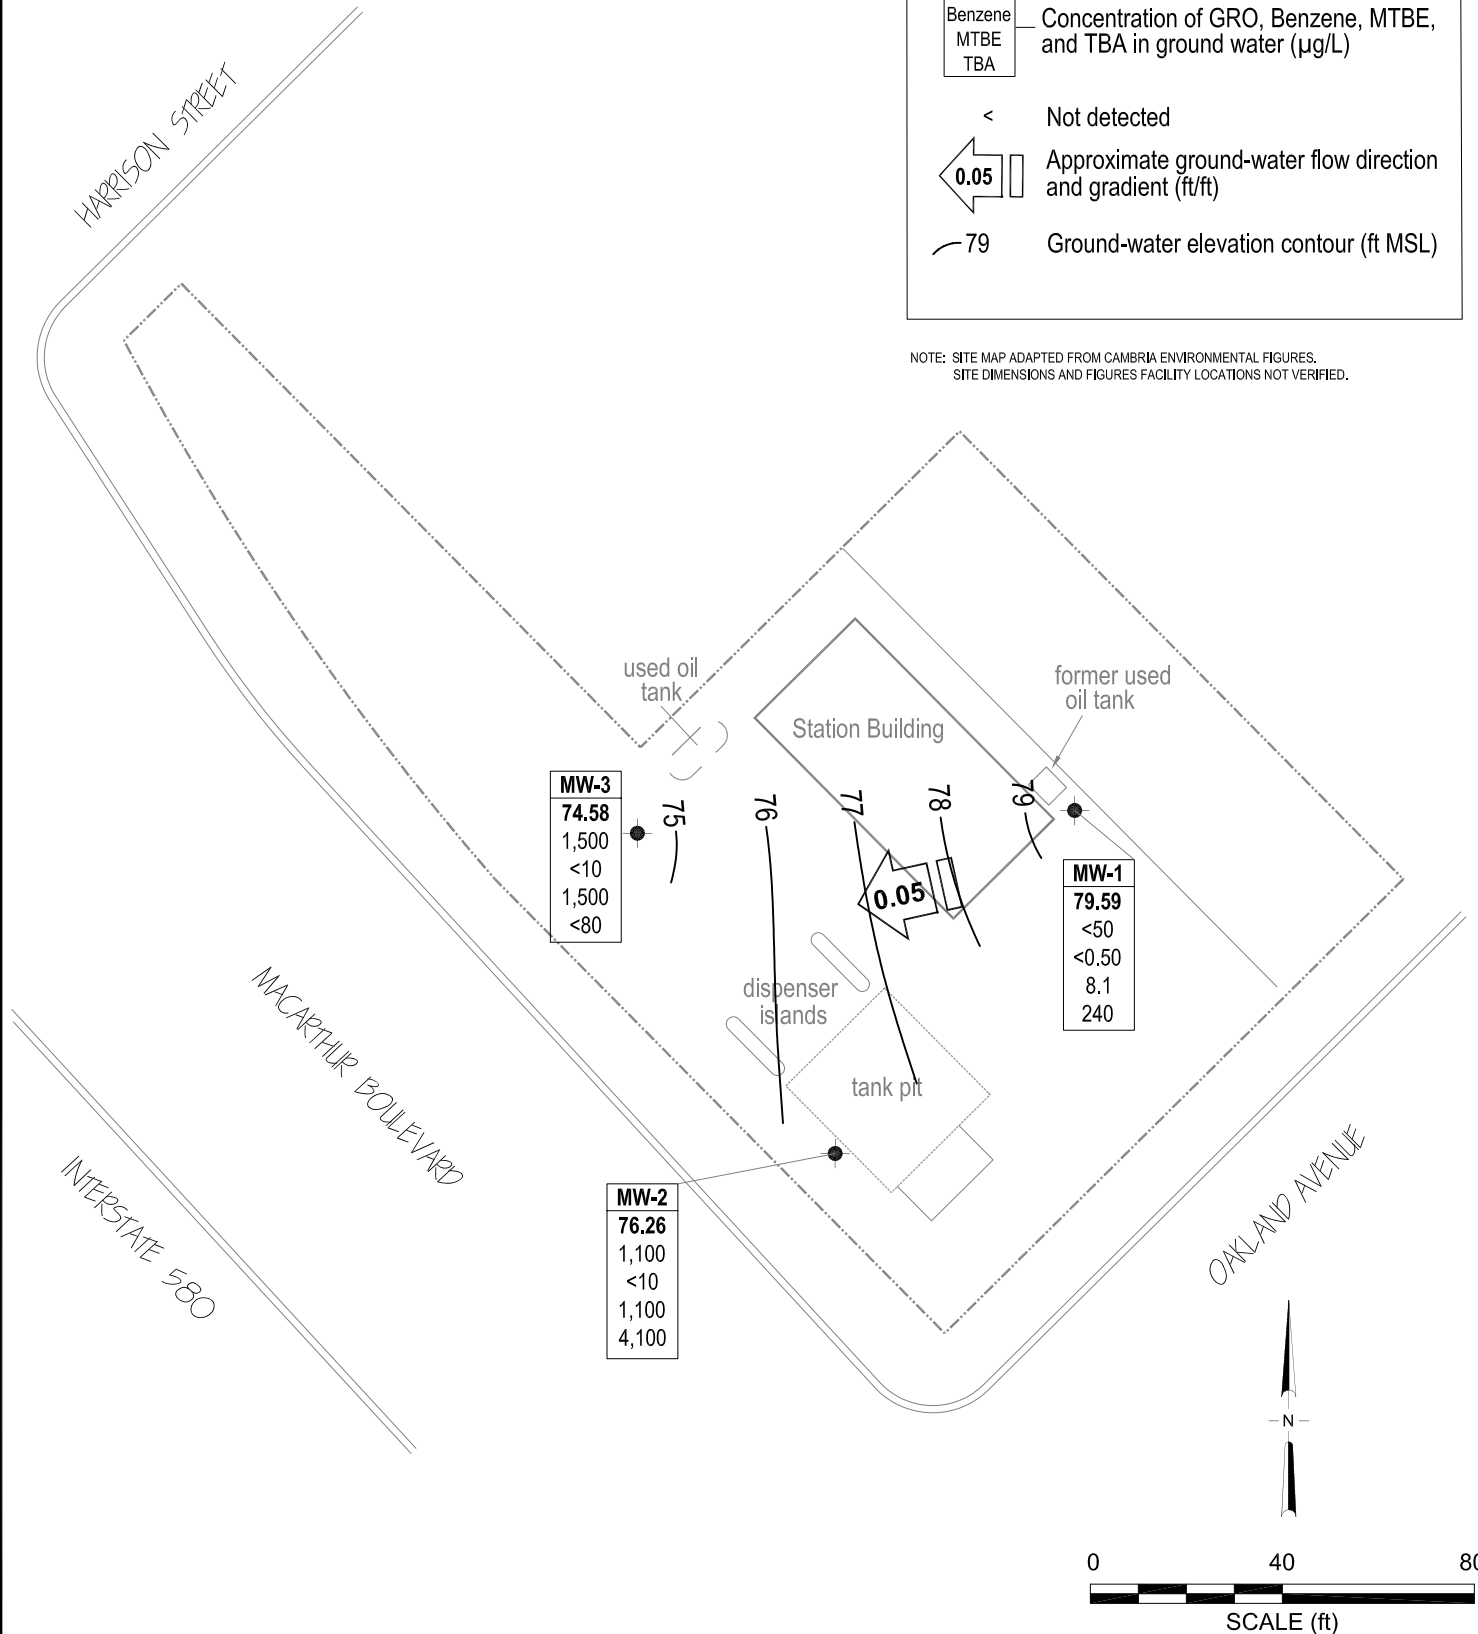 Benzene
MTBE
TBA
Concentration of GRO, Benzene, MTBE,
and TBA in ground water (µg/L)
<
Not detected
0.05
Approximate ground-water flow direction
and gradient (ft/ft)
79
Ground-water elevation contour (ft MSL)
NOTE: SITE MAP ADAPTED FROM CAMBRIA ENVIRONMENTAL FIGURES.
SITE DIMENSIONS AND FIGURES FACILITY LOCATIONS NOT VERIFIED.
HARRISON STREET
used oil
tank
former used
oil tank
Station Building
MW-3
74.58
1,500
<10
1,500
<80
75
76
77
78
79
0.05
MW-1
79.59
<50
<0.50
8.1
240
dispenser
islands
tank pit
MACARTHUR BOULEVARD
INTERSTATE 580
MW-2
76.26
1,100
<10
1,100
4,100
OAKLAND AVENUE
N
0
40
80
SCALE (ft)